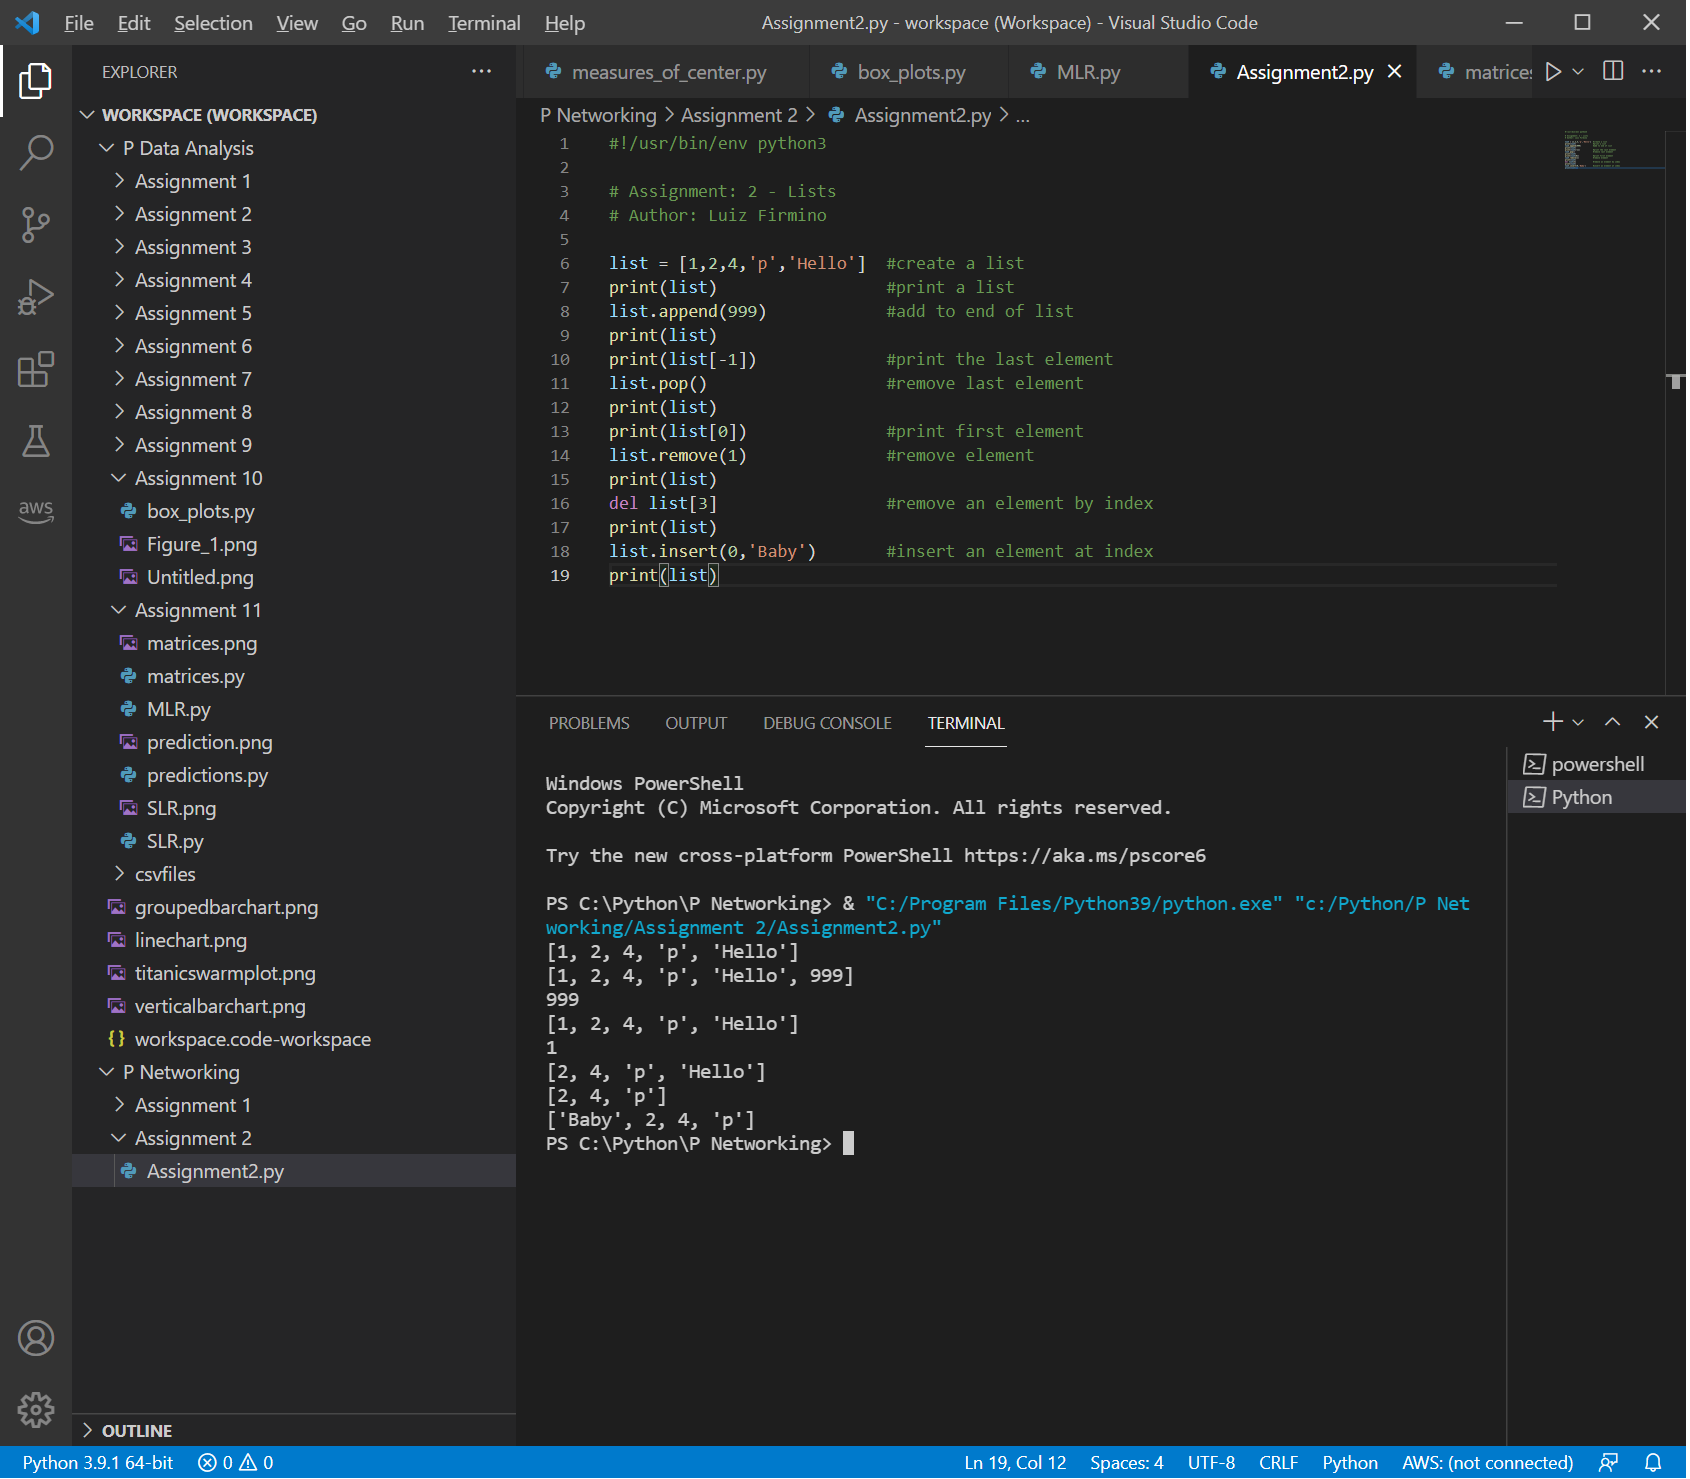 File Edit Selection View Go Run Terminal Help Assignment2.py - workspace (Workspace) - Visual Studio Code
EXPLORER
WORKSPACE (WORKSPACE)
P Data Analysis
Assignment 1
Assignment 2
Assignment 3
Assignment 4
Assignment 5
Assignment 6
Assignment 7
Assignment 8
Assignment 9
Assignment 10
box_plots.py
Figure_1.png
Untitled.png
Assignment 11
matrices.png
matrices.py
MLR.py
prediction.png
predictions.py
SLR.png
SLR.py
csvfiles
groupedbarchart.png
linechart.png
titanicswarmplot.png
verticalbarchart.png
{} workspace.code-workspace
P Networking
Assignment 1
Assignment 2
Assignment2.py
OUTLINE
aws
measures_of_center.py box_plots.py MLR.py Assignment2.py matrices
P Networking > Assignment 2 > Assignment2.py > ...
1 #!/usr/bin/env python3
2
3 # Assignment: 2 - Lists
4 # Author: Luiz Firmino
5
6 list = [1,2,4,'p','Hello'] #create a list
7 print(list) #print a list
8 list.append(999) #add to end of list
9 print(list)
10 print(list[-1]) #print the last element
11 list.pop() #remove last element
12 print(list)
13 print(list[0]) #print first element
14 list.remove(1) #remove element
15 print(list)
16 del list[3] #remove an element by index
17 print(list)
18 list.insert(0,'Baby') #insert an element at index
19 print(list)
PROBLEMS OUTPUT DEBUG CONSOLE TERMINAL
powershell
Python
Windows PowerShell
Copyright (C) Microsoft Corporation. All rights reserved.
Try the new cross-platform PowerShell https://aka.ms/pscore6
PS C:\Python\P Networking> & "C:/Program Files/Python39/python.exe" "c:/Python/P Net
working/Assignment 2/Assignment2.py"
[1, 2, 4, 'p', 'Hello']
[1, 2, 4, 'p', 'Hello', 999]
999
[1, 2, 4, 'p', 'Hello']
1
[2, 4, 'p', 'Hello']
[2, 4, 'p']
['Baby', 2, 4, 'p']
PS C:\Python\P Networking>
Python 3.9.1 64-bit 0 0 Ln 19, Col 12 Spaces: 4 UTF-8 CRLF Python AWS: (not connected)